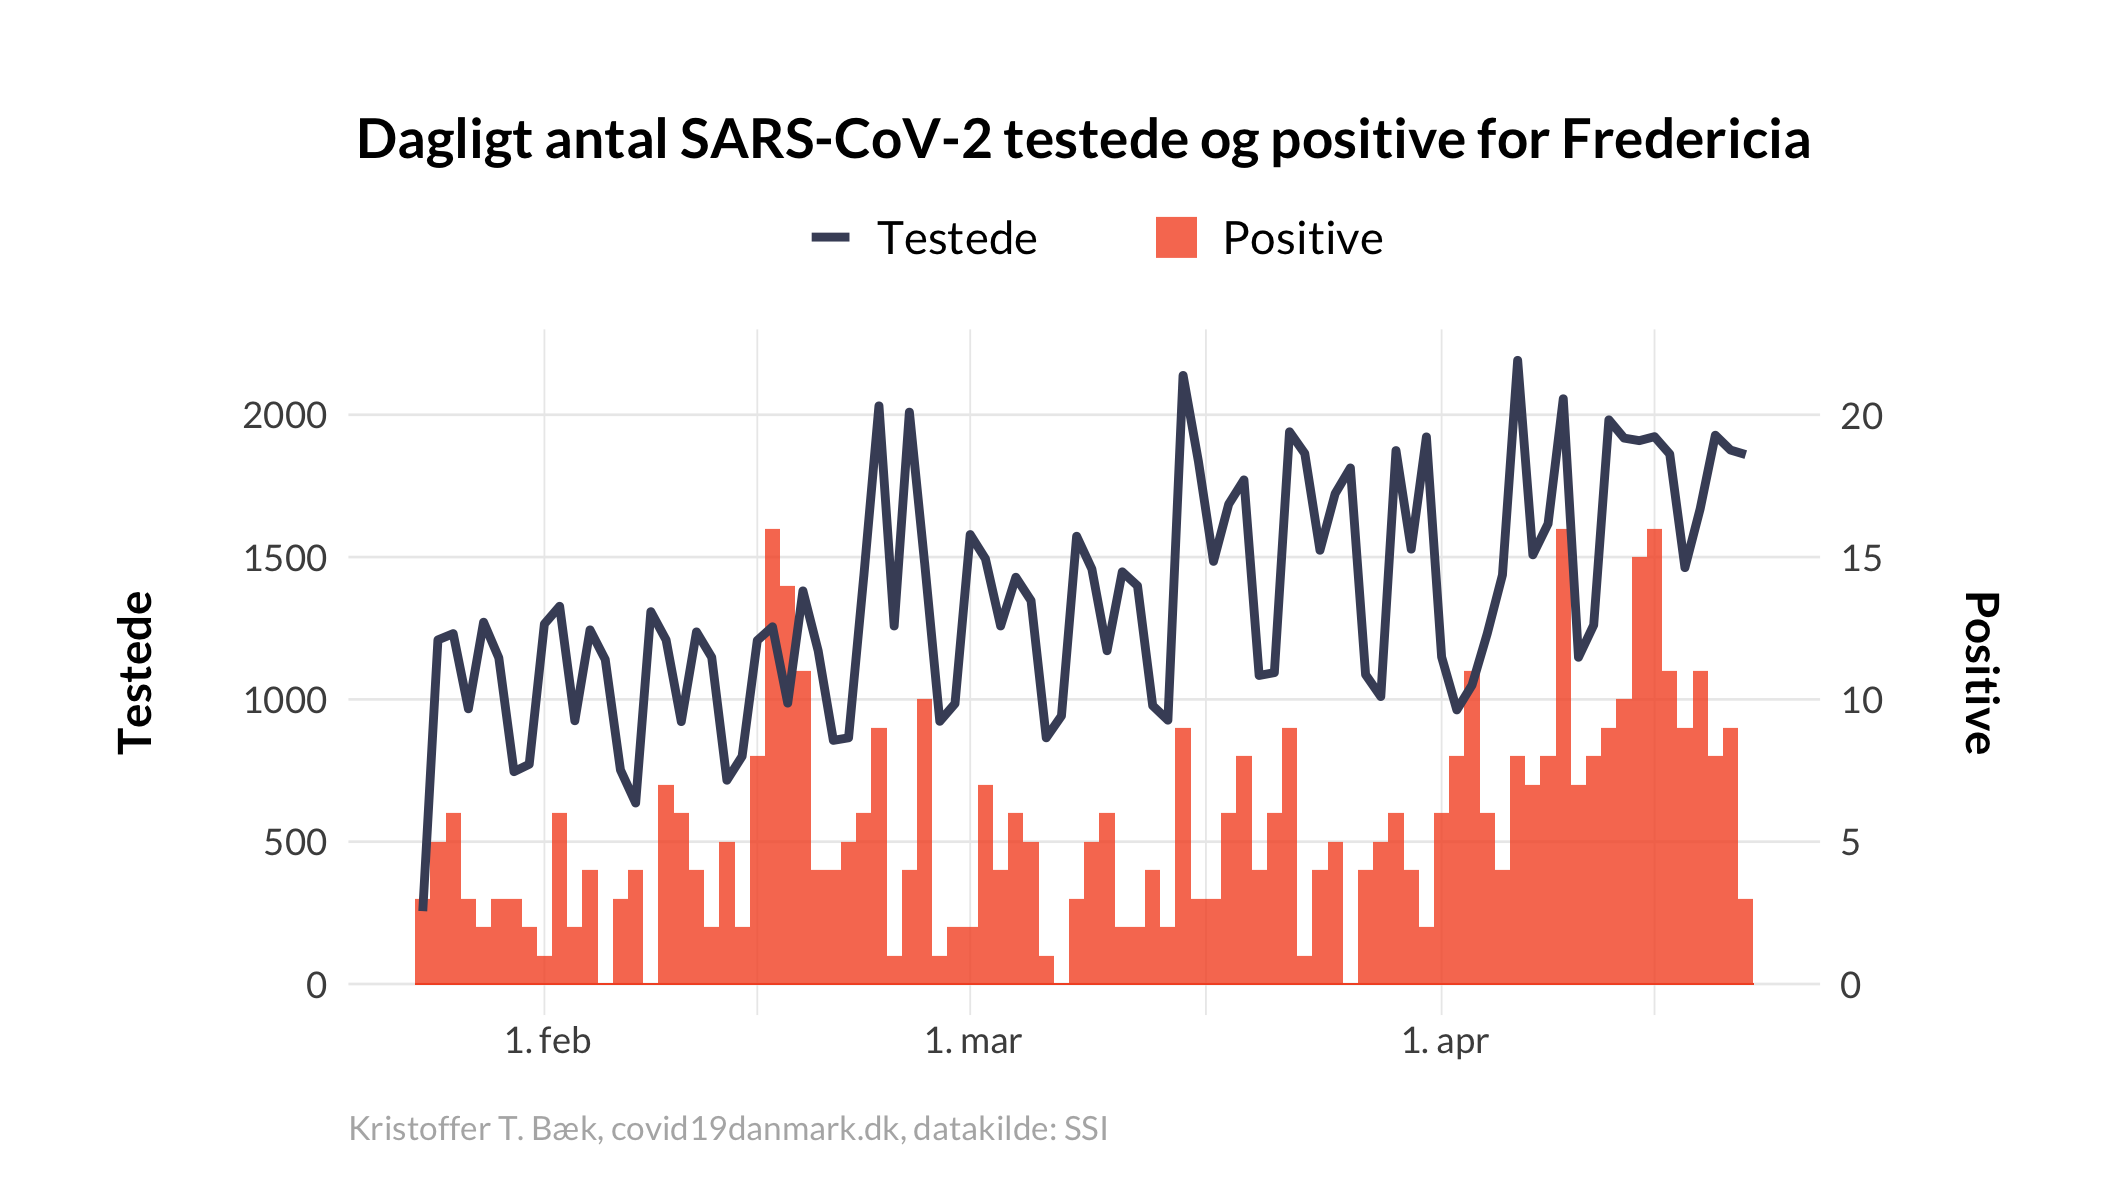 Dagligt antal SARS-CoV-2 testede og positive for Fredericia
Testede Positive
2000 20
1500 15
1000 10
500 5
0 0
Testede
Positive
1. feb 1. mar 1. apr
Kristoffer T. Bæk, covid19danmark.dk, datakilde: SSI